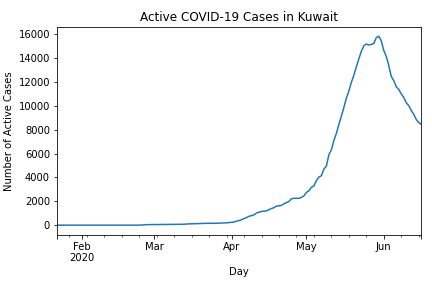 Active COVID-19 Cases in Kuwait
16000
14000
12000
10000
8000
6000
4000
2000
0
Number of Active Cases
Feb
2020
Mar
Apr
May
Jun
Day